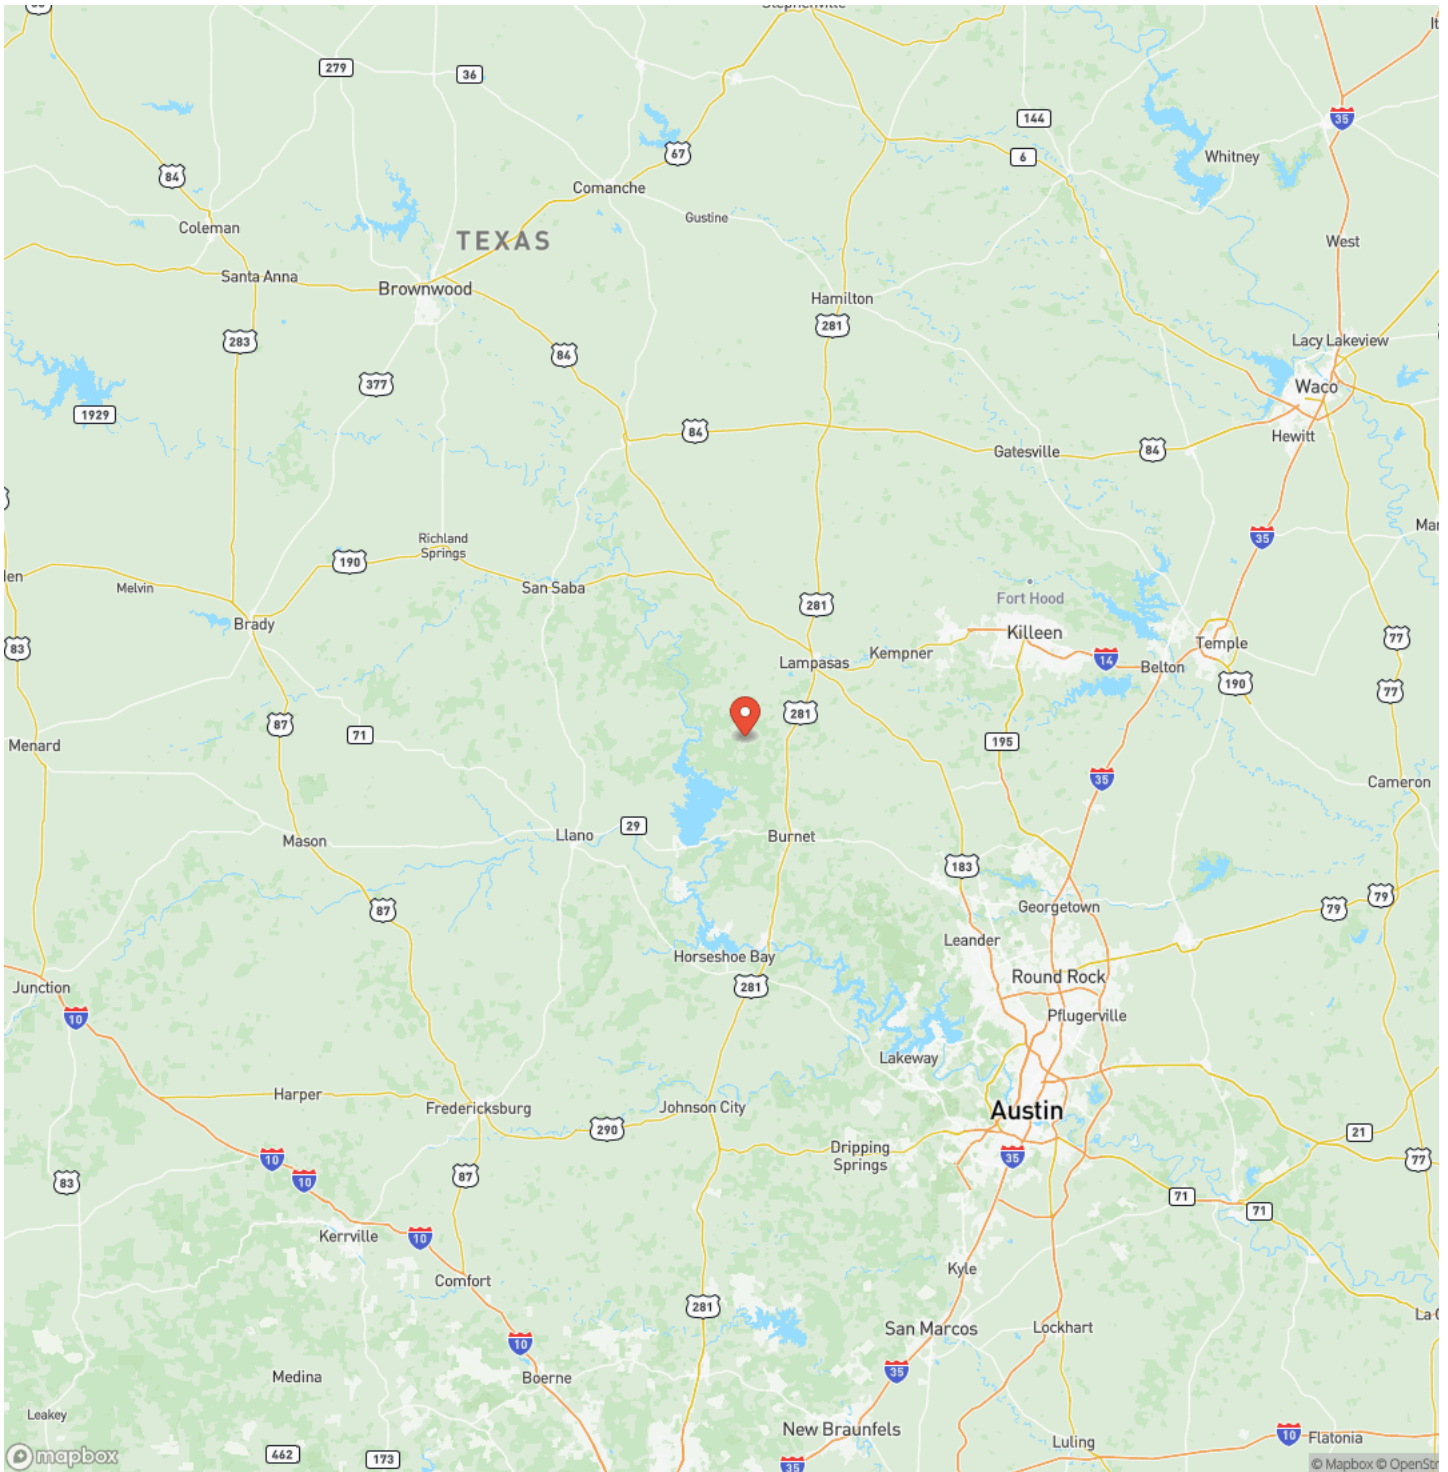 Stephenville
279
36
35
144
67
6
Whitney
84
Comanche
Gustine
Coleman
TEXAS
West
Santa Anna
Brownwood
Hamilton
281
283
84
Lacy Lakeview
377
Waco
1929
84
Hewitt
Gatesville
84
35
Richland
Springs
190
Melvin
San Saba
Fort Hood
281
Brady
Killeen
77
83
Kempner
Temple
Lampasas
14
Belton
190
77
281
87
71
195
Menard
35
Cameron
29
Llano
Burnet
Mason
183
79
87
Georgetown
79
Leander
Horseshoe Bay
Round Rock
Junction
281
10
Pflugerville
Lakeway
Harper
Fredericksburg
Johnson City
Austin
290
21
Dripping
Springs
10
35
77
87
83
10
71
71
Kerrville
10
Kyle
Comfort
281
San Marcos
Lockhart
10
35
Medina
Boerne
Leakey
New Braunfels
10
Flatonia
Luling
mapbox
462
173
35
© Mapbox © OpenStr